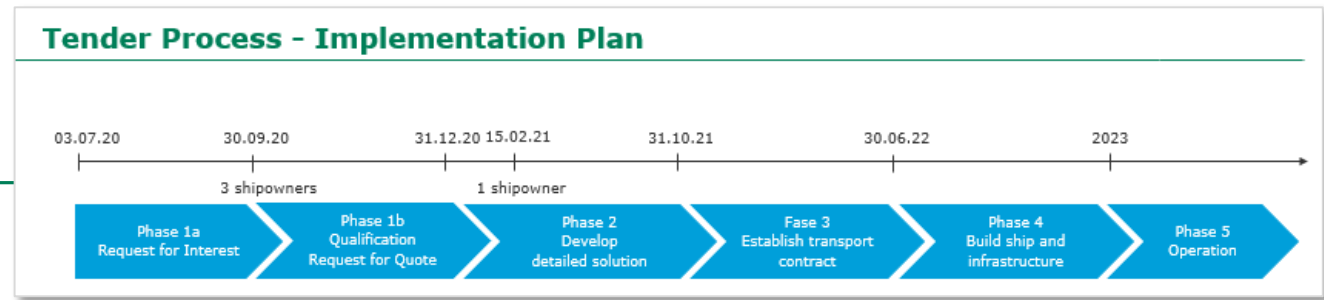 Tender Process - Implementation Plan
03.07.20 30.09.20 31.12.20 15.02.21 31.10.21 30.06.22 2023
3 shipowners 1 shipowner
Phase 1a
Request for Interest
Phase 1b
Qualification
Request for Quote
Phase 2
Develop
detailed solution
Fase 3
Establish transport
contract
Phase 4
Build ship and
infrastructure
Phase 5
Operation